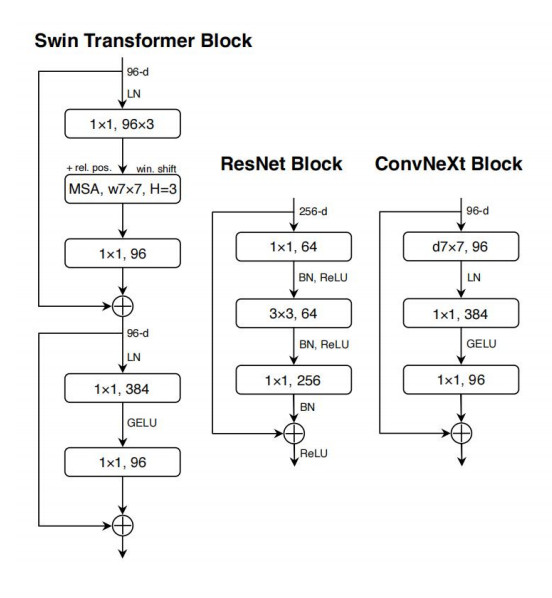 Swin Transformer Block
96-d
LN
1×1, 96×3
+ rel. pos. win. shift
MSA, w7×7, H=3
1×1, 96
96-d
LN
1×1, 384
GELU
1×1, 96
ResNet Block
256-d
1×1, 64
BN, ReLU
3×3, 64
BN, ReLU
1×1, 256
BN
ReLU
ConvNeXt Block
96-d
d7×7, 96
LN
1×1, 384
GELU
1×1, 96